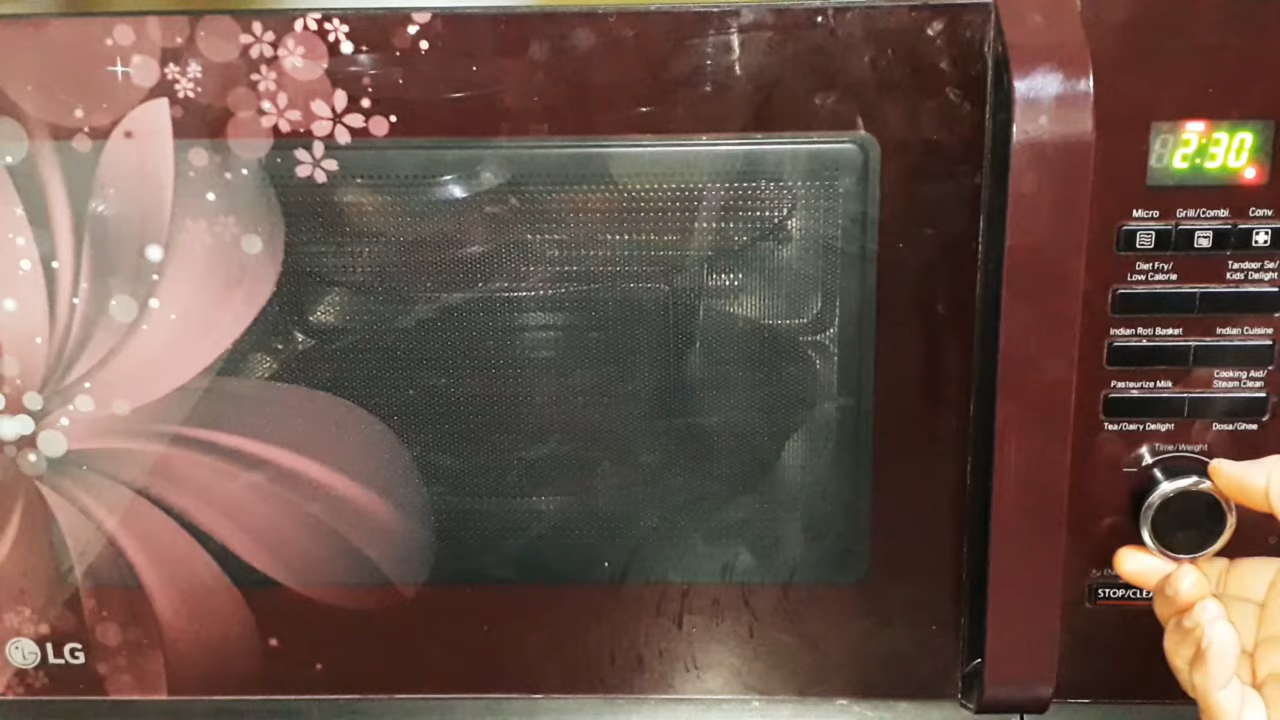 2:30
Micro Grill/Combi. Conv.
Diet Fry/
Low Calorie
Tandoor Se/
Kids' Delight
Indian Roti Basket Indian Cuisine
Pasteurize Milk
Cooking Aid/
Steam Clean
Tea/Dairy Delight Dosa/Ghee
Time/Weight
LG